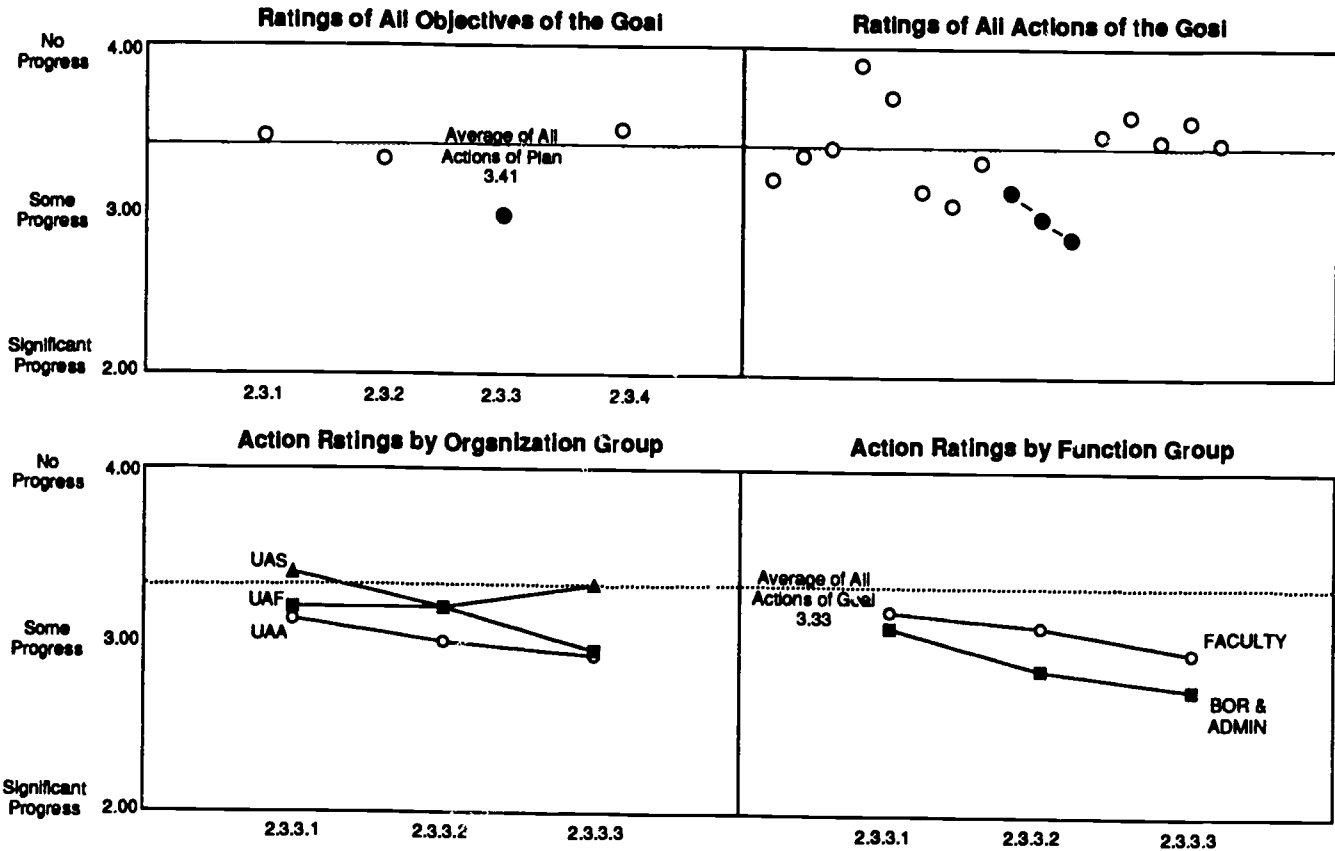 Ratings of All Objectives of the Goal
Ratings of All Actions of the Goal
No
Progress
4.00
Average of All
Actions of Plan
3.41
Some
Progress
3.00
Significant
Progress
2.00
2.3.1
2.3.2
2.3.3
2.3.4
Action Ratings by Organization Group
Action Ratings by Function Group
No
Progress
4.00
UAS
UAF
UAA
Average of All
Actions of Goal
3.33
Some
Progress
3.00
FACULTY
BOR &
ADMIN
Significant
Progress
2.00
2.3.3.1
2.3.3.2
2.3.3.3
2.3.3.1
2.3.3.2
2.3.3.3